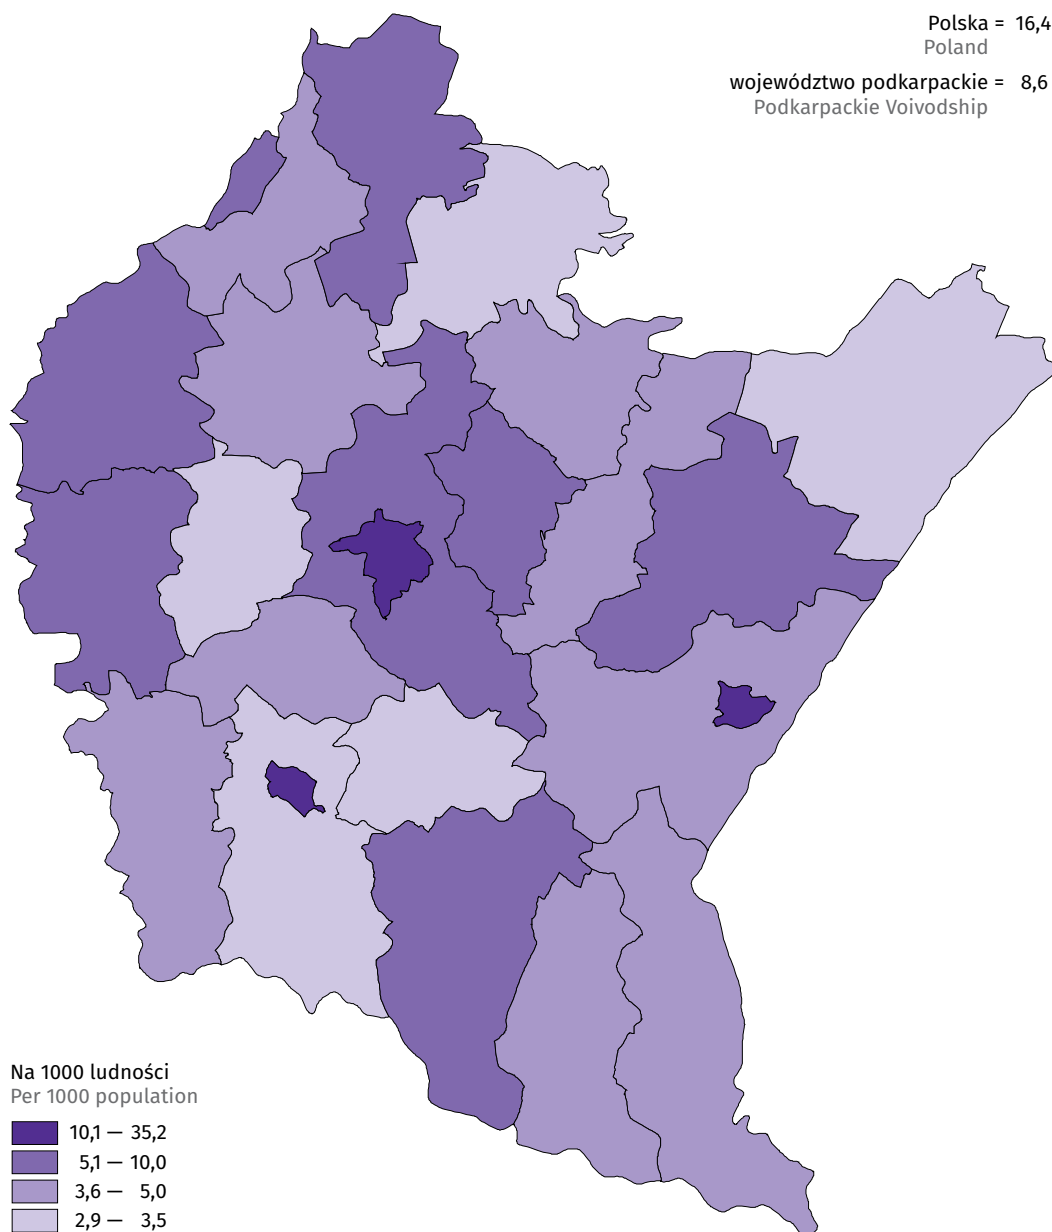 Polska = 16,4
Poland
województwo podkarpackie = 8,6
Podkarpackie Voivodship
Na 1000 ludności
Per 1000 population
10,1 — 35,2
5,1 — 10,0
3,6 — 5,0
2,9 — 3,5